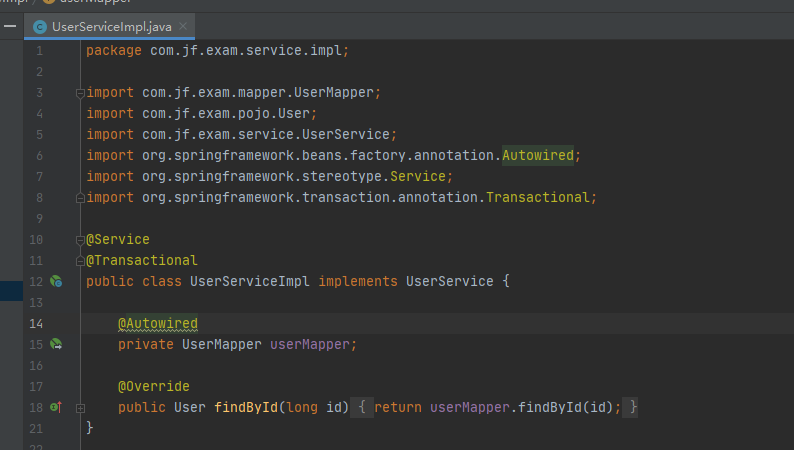 userMapper
UserServiceImpl.java
1 package com.jf.exam.service.impl;
2
3 import com.jf.exam.mapper.UserMapper;
4 import com.jf.exam.pojo.User;
5 import com.jf.exam.service.UserService;
6 import org.springframework.beans.factory.annotation.Autowired;
7 import org.springframework.stereotype.Service;
8 import org.springframework.transaction.annotation.Transactional;
9
10 @Service
11 @Transactional
12 public class UserServiceImpl implements UserService {
13
14 @Autowired
15 private UserMapper userMapper;
16
17 @Override
18 public User findById(long id) { return userMapper.findById(id); }
21 }